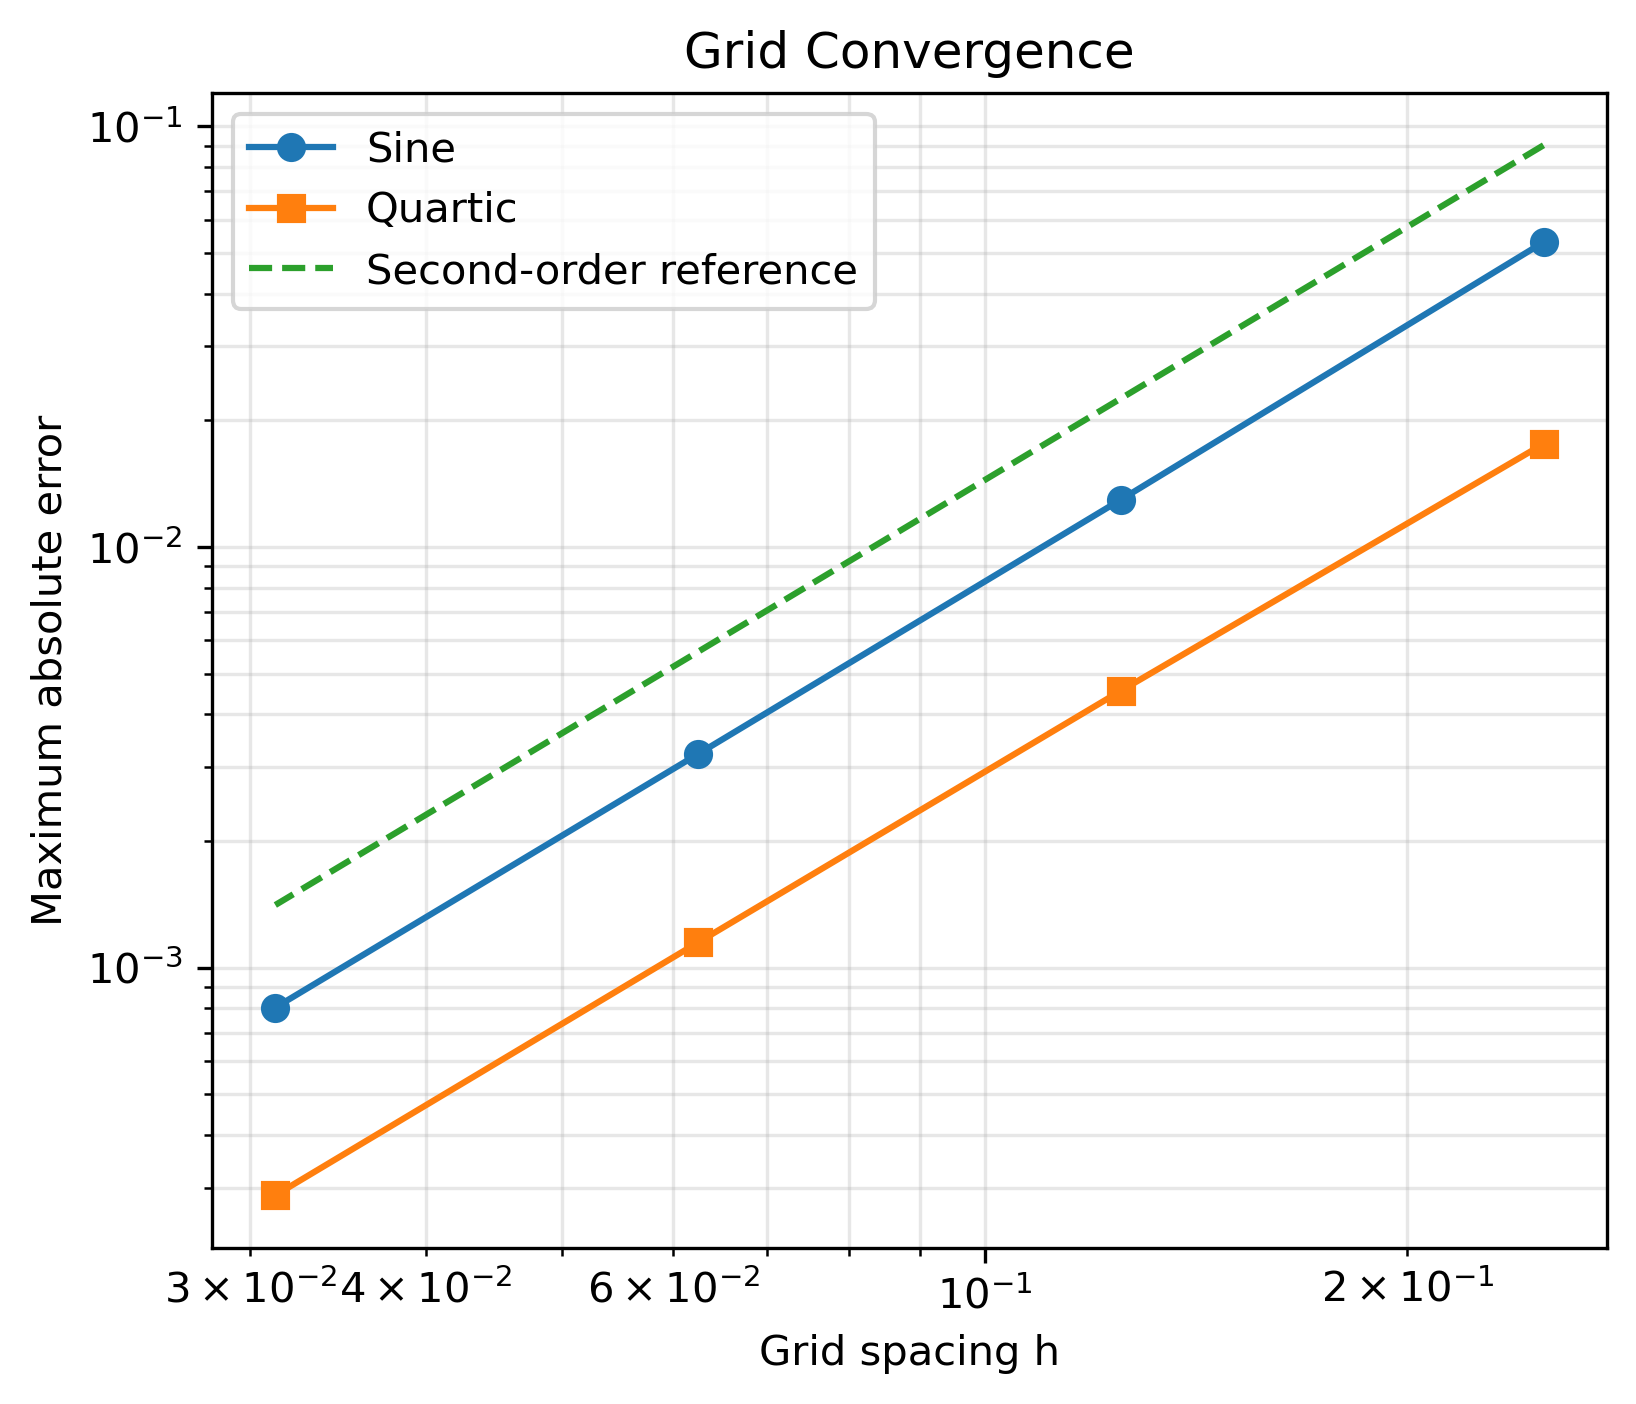 Grid Convergence
Sine
Quartic
Second-order reference
Maximum absolute error
10⁻¹
10⁻²
10⁻³
3 × 10⁻²
4 × 10⁻²
6 × 10⁻²
10⁻¹
2 × 10⁻¹
Grid spacing h